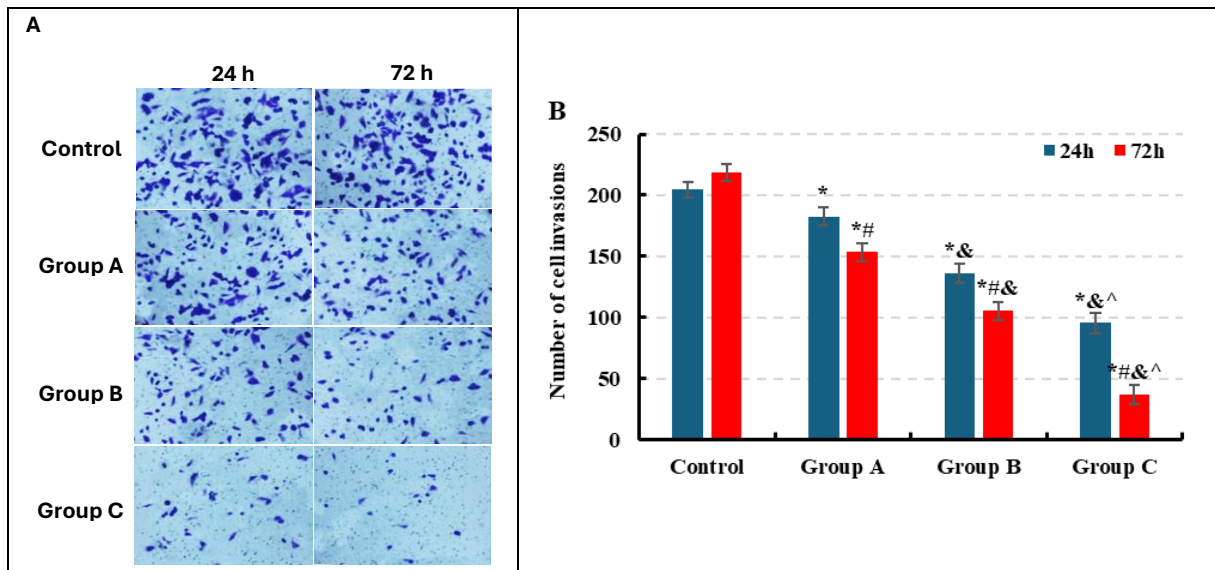 A
24 h 72 h
Control
Group A
Group B
Group C
B
Number of cell invasions
250
200
150
100
50
0
24h 72h
*
*#
*&
*#&
*&^
*#&^
Control Group A Group B Group C